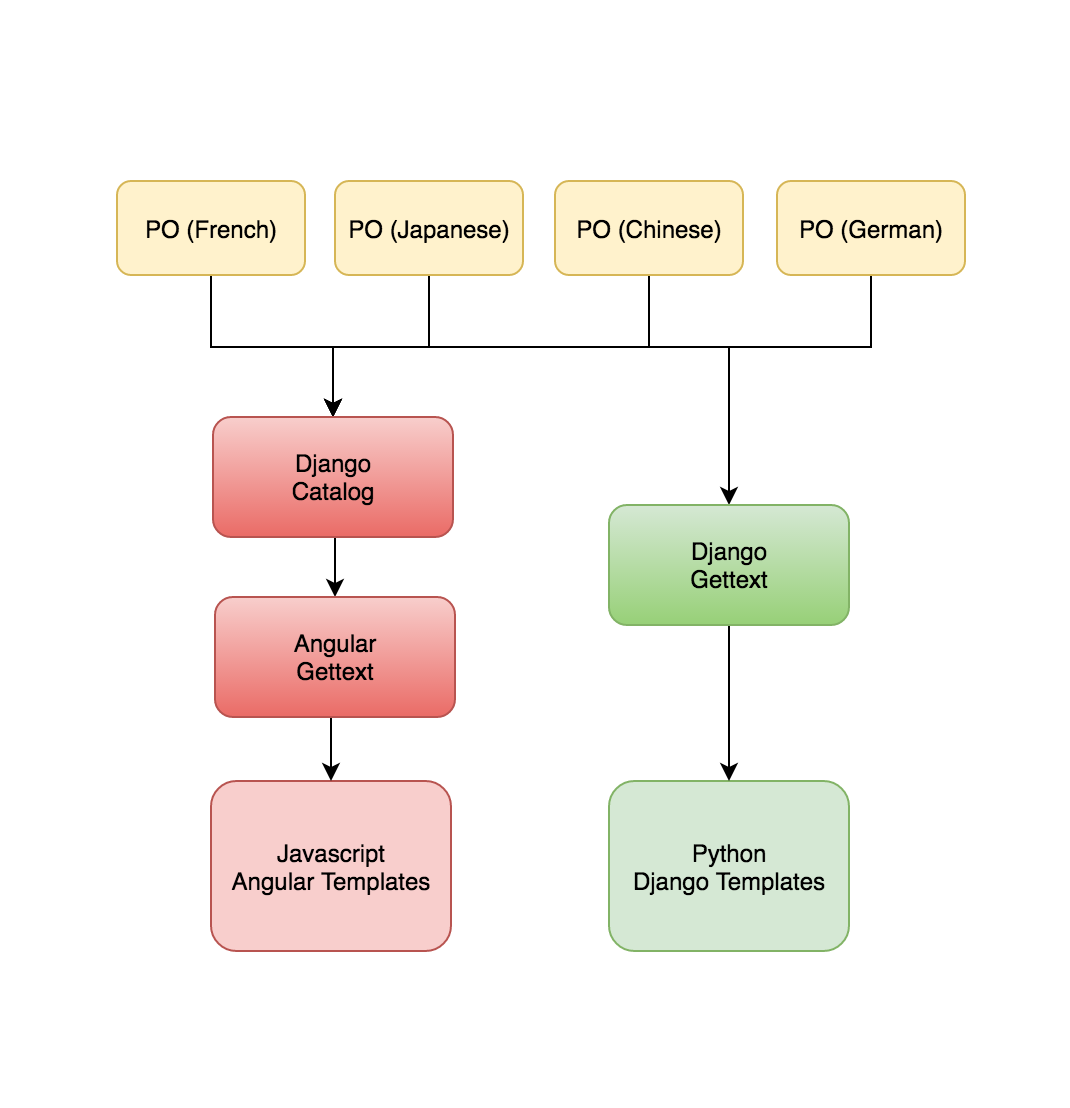 PO (French)
PO (Japanese)
PO (Chinese)
PO (German)
Django
Catalog
Django
Gettext
Angular
Gettext
Javascript
Angular Templates
Python
Django Templates